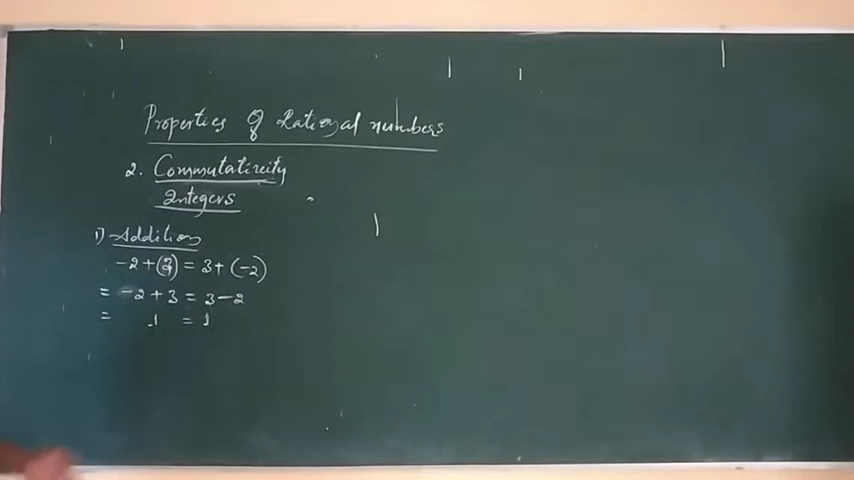 Properties of Rational numbers
2. Commutativity
Integers
1) Addition
-2+(3) = 3+(-2)
= -2+3 = 3-2
= 1 = 1